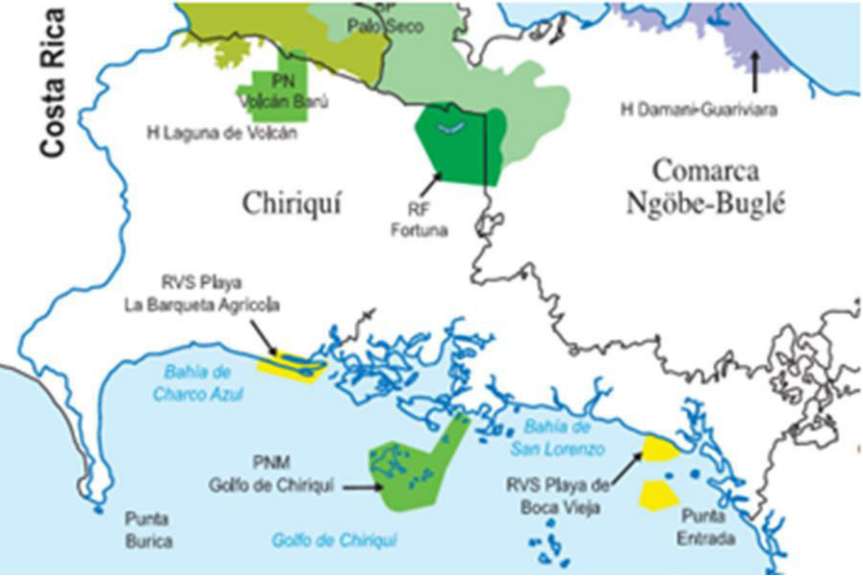 BP
Palo Seco
Costa Rica
PN
Volcán Barú
H Laguna de Volcán
H Damani-Guariviara
Comarca
Ngöbe-Buglé
Chiriquí
RF
Fortuna
RVS Playa
La Barqueta Agricola
Bahía de
Charco Azul
Bahía de
San Lorenzo
PNM
Golfo de Chiriquí
RVS Playa de
Boca Vieja
Punta
Burica
Golfo de Chiriquí
Punta
Entrada